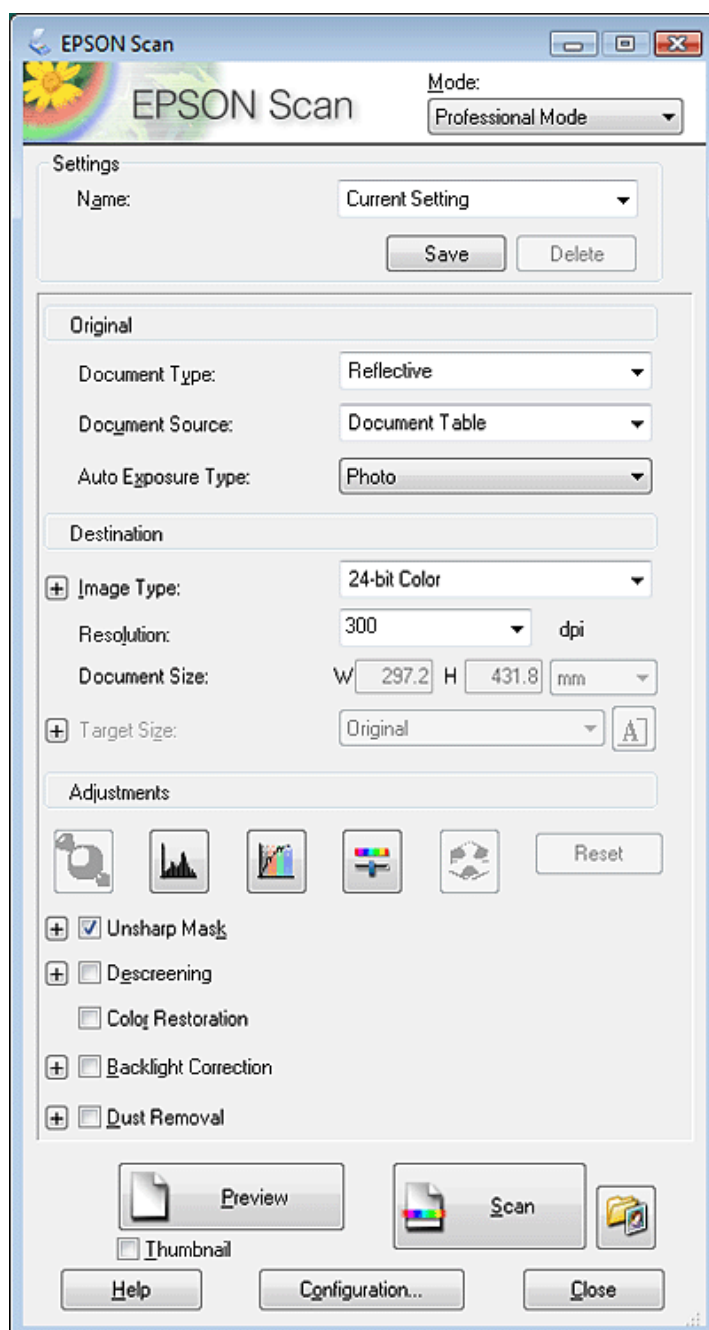 EPSON Scan
EPSON Scan
Mode:
Professional Mode
Settings
Name:
Current Setting
Save
Delete
Original
Document Type:
Reflective
Document Source:
Document Table
Auto Exposure Type:
Photo
Destination
Image Type:
24-bit Color
Resolution:
300
dpi
Document Size:
W 297.2 H 431.8 mm
Target Size:
Original
A
Adjustments
Reset
Unsharp Mask
Descreening
Color Restoration
Backlight Correction
Dust Removal
Preview
Scan
Thumbnail
Help
Configuration...
Close